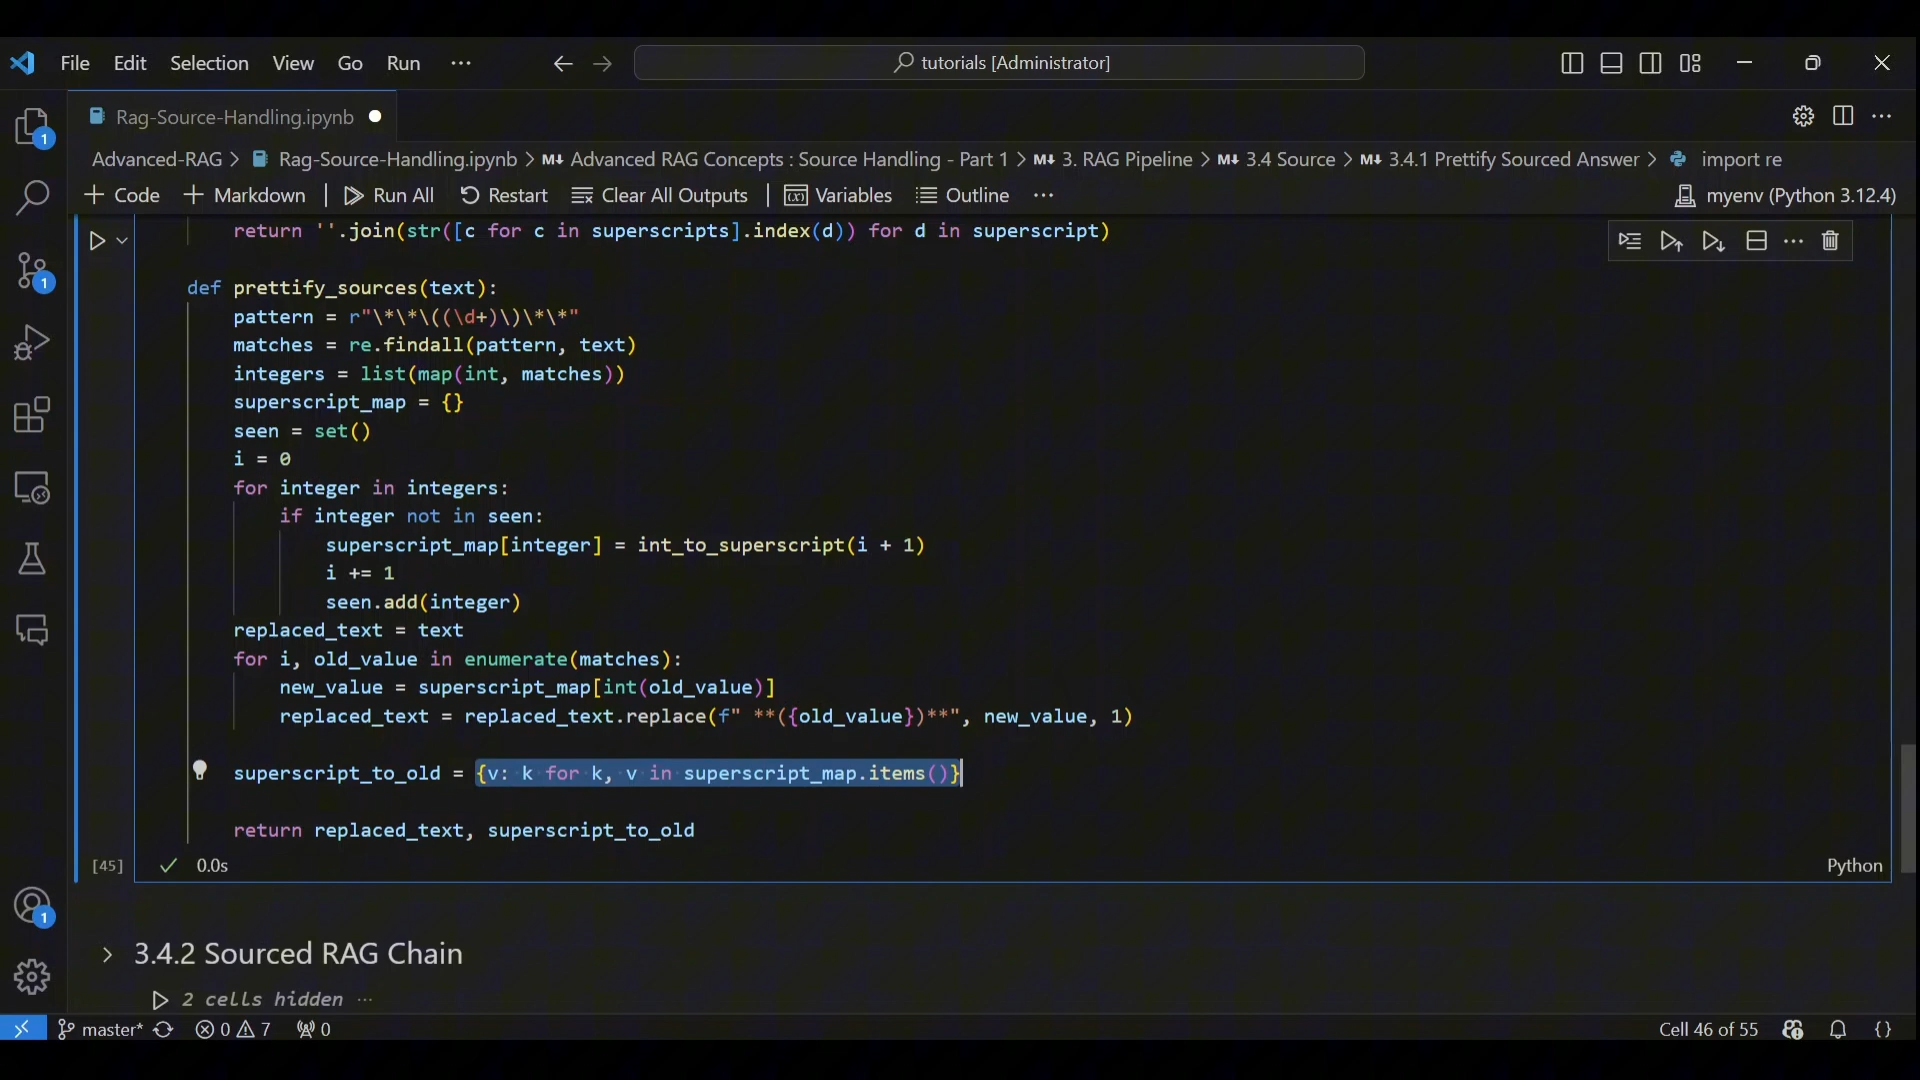 File Edit Selection View Go Run ··· tutorials [Administrator]
Rag-Source-Handling.ipynb
Advanced-RAG > Rag-Source-Handling.ipynb > M↓ Advanced RAG Concepts : Source Handling - Part 1 > M↓ 3. RAG Pipeline > M↓ 3.4 Source > M↓ 3.4.1 Prettify Sourced Answer > import re
+ Code + Markdown | Run All Restart Clear All Outputs | Variables Outline ··· myenv (Python 3.12.4)
return ''.join(str([c for c in superscripts].index(d)) for d in superscript)
def prettify_sources(text):
pattern = r"\*\*\((\d+)\)\*\*"
matches = re.findall(pattern, text)
integers = list(map(int, matches))
superscript_map = {}
seen = set()
i = 0
for integer in integers:
if integer not in seen:
superscript_map[integer] = int_to_superscript(i + 1)
i += 1
seen.add(integer)
replaced_text = text
for i, old_value in enumerate(matches):
new_value = superscript_map[int(old_value)]
replaced_text = replaced_text.replace(f" **({old_value})**", new_value, 1)
superscript_to_old = {v: k for k, v in superscript_map.items()}
return replaced_text, superscript_to_old
[45] ✓ 0.0s Python
> 3.4.2 Sourced RAG Chain
2 cells hidden ···
master* 0 7 0 Cell 46 of 55 {}
1
1
1